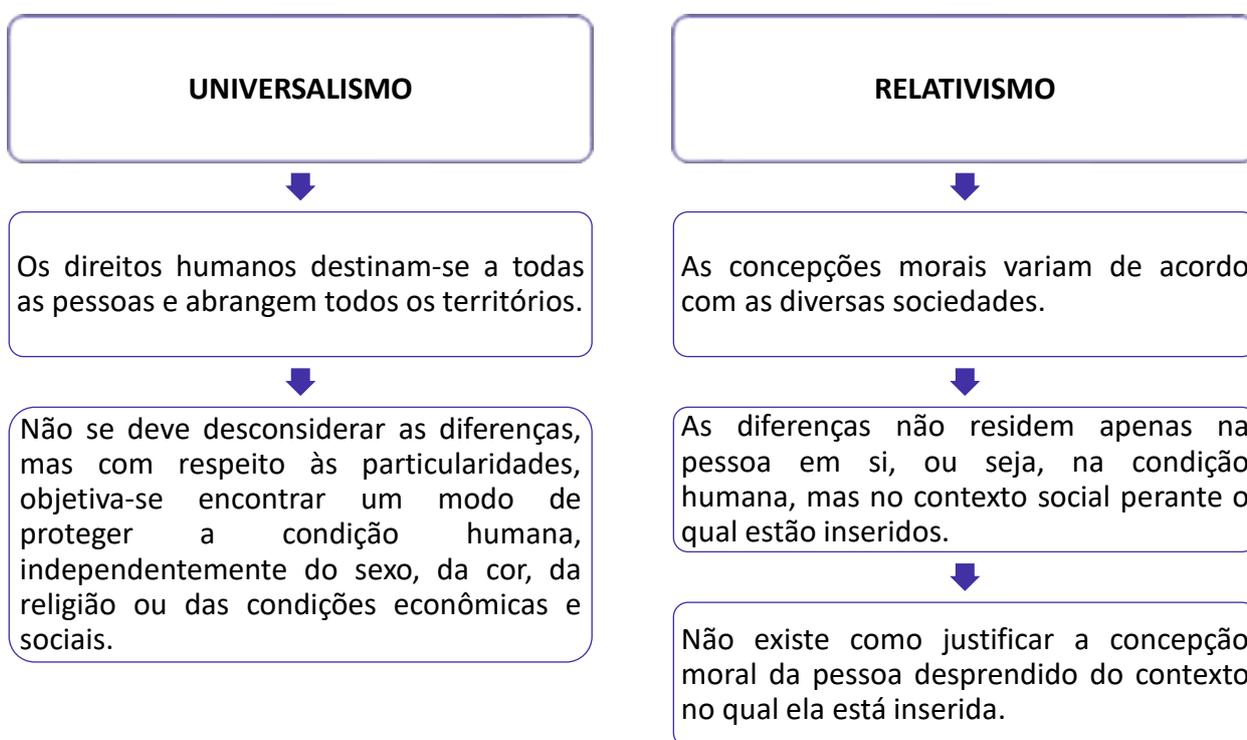 UNIVERSALISMO
Os direitos humanos destinam-se a todas
as pessoas e abrangem todos os territórios.
Não se deve desconsiderar as diferenças,
mas com respeito às particularidades,
objetiva-se encontrar um modo de
proteger a condição humana,
independentemente do sexo, da cor, da
religião ou das condições econômicas e
sociais.
RELATIVISMO
As concepções morais variam de acordo
com as diversas sociedades.
As diferenças não residem apenas na
pessoa em si, ou seja, na condição
humana, mas no contexto social perante o
qual estão inseridos.
Não existe como justificar a concepção
moral da pessoa desprendido do contexto
no qual ela está inserida.